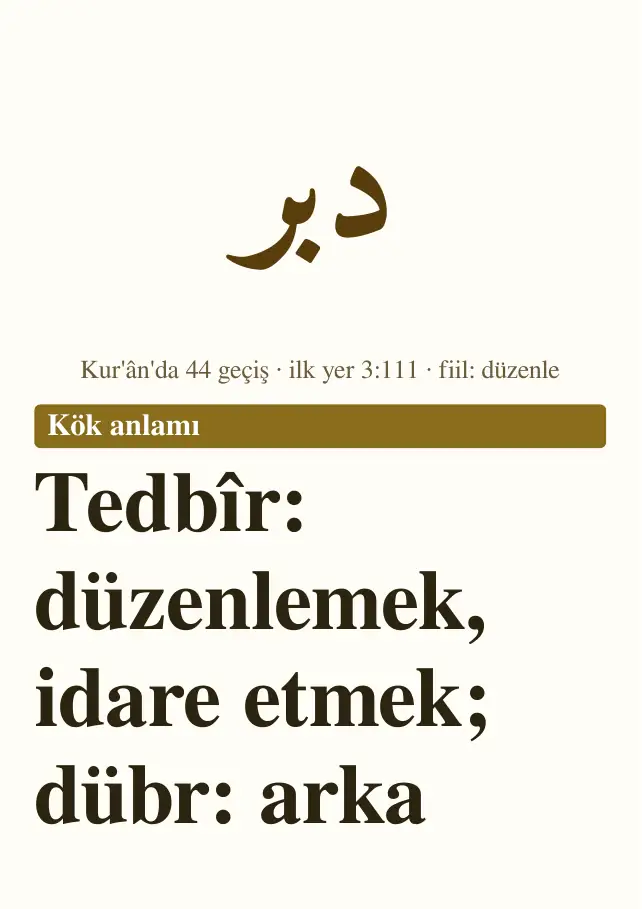 دبر
Kur'ân'da 44 geçiş · ilk yer 3:111 · fiil: düzenle
Kök anlamı
Tedbîr:
düzenlemek,
idare etmek;
dübr: arka